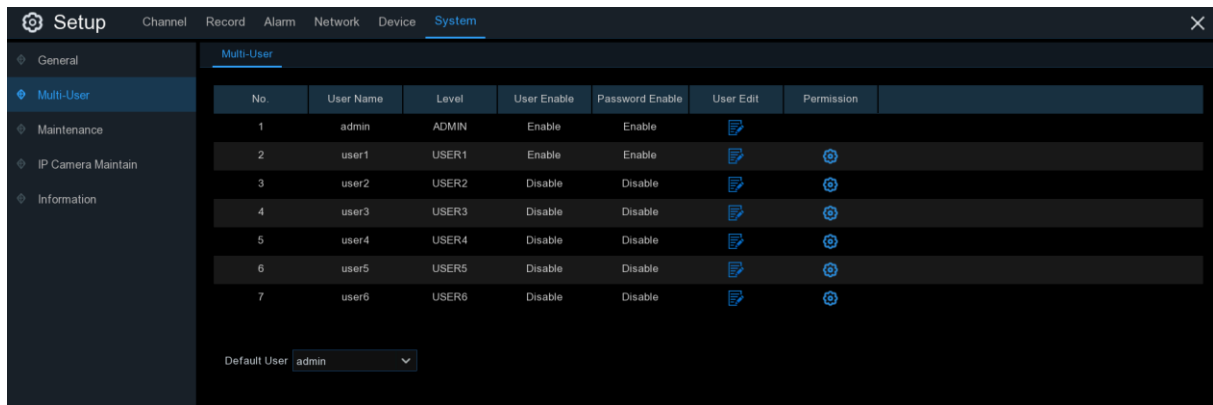 Setup Channel Record Alarm Network Device System
General
Multi-User
Maintenance
IP Camera Maintain
Information
Multi-User
No. User Name Level User Enable Password Enable User Edit Permission
1 admin ADMIN Enable Enable
2 user1 USER1 Enable Enable
3 user2 USER2 Disable Disable
4 user3 USER3 Disable Disable
5 user4 USER4 Disable Disable
6 user5 USER5 Disable Disable
7 user6 USER6 Disable Disable
Default User admin